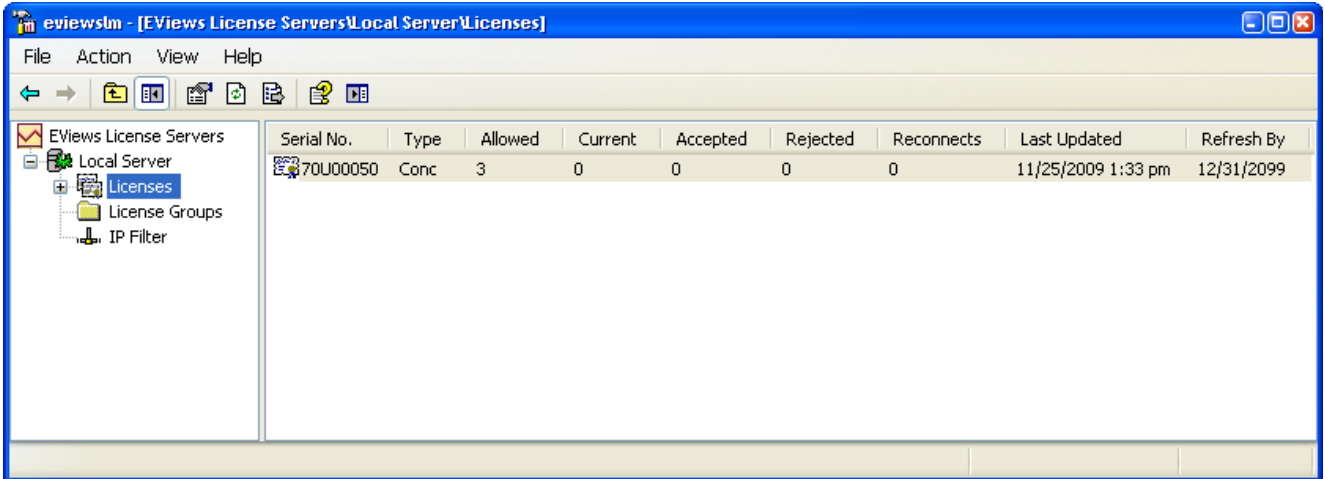 eviewslm - [EViews License Servers\Local Server\Licenses]
File Action View Help
EViews License Servers
Local Server
Licenses
License Groups
IP Filter
Serial No. Type Allowed Current Accepted Rejected Reconnects Last Updated Refresh By
70U00050 Conc 3 0 0 0 0 11/25/2009 1:33 pm 12/31/2099